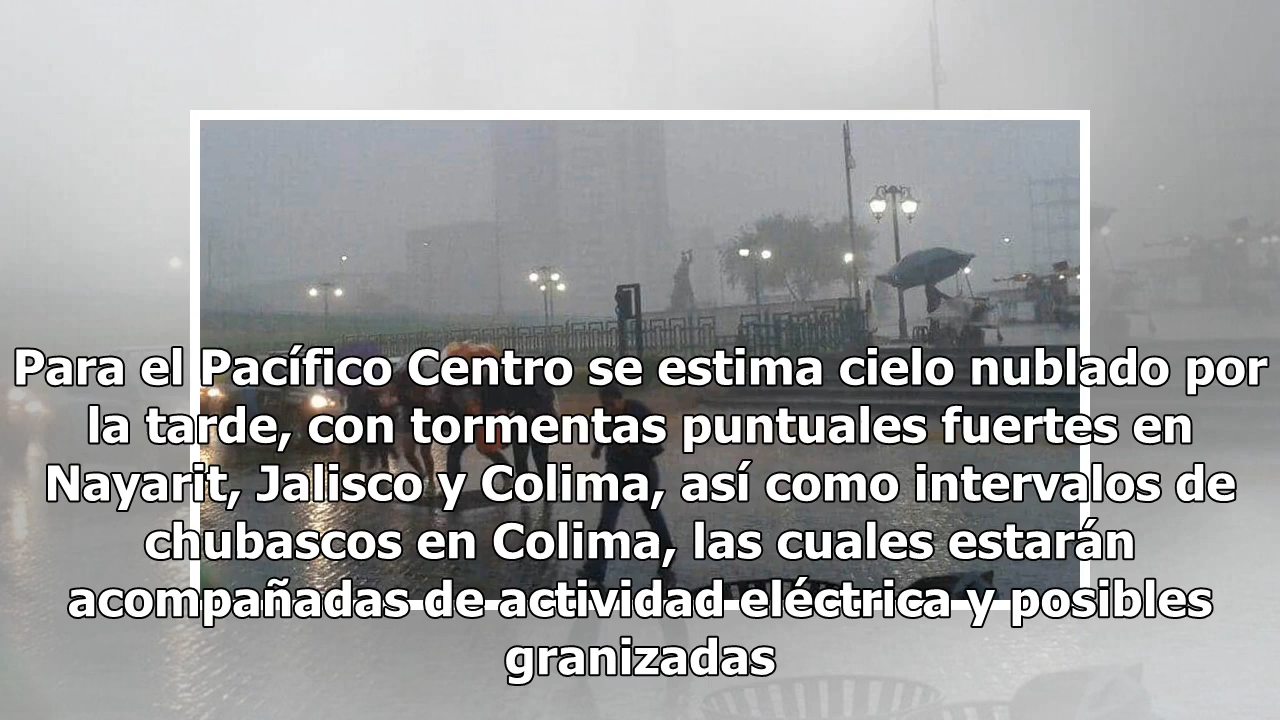 Para el Pacífico Centro se estima cielo nublado por
la tarde, con tormentas puntuales fuertes en
Nayarit, Jalisco y Colima, así como intervalos de
chubascos en Colima, las cuales estarán
acompañadas de actividad eléctrica y posibles
granizadas